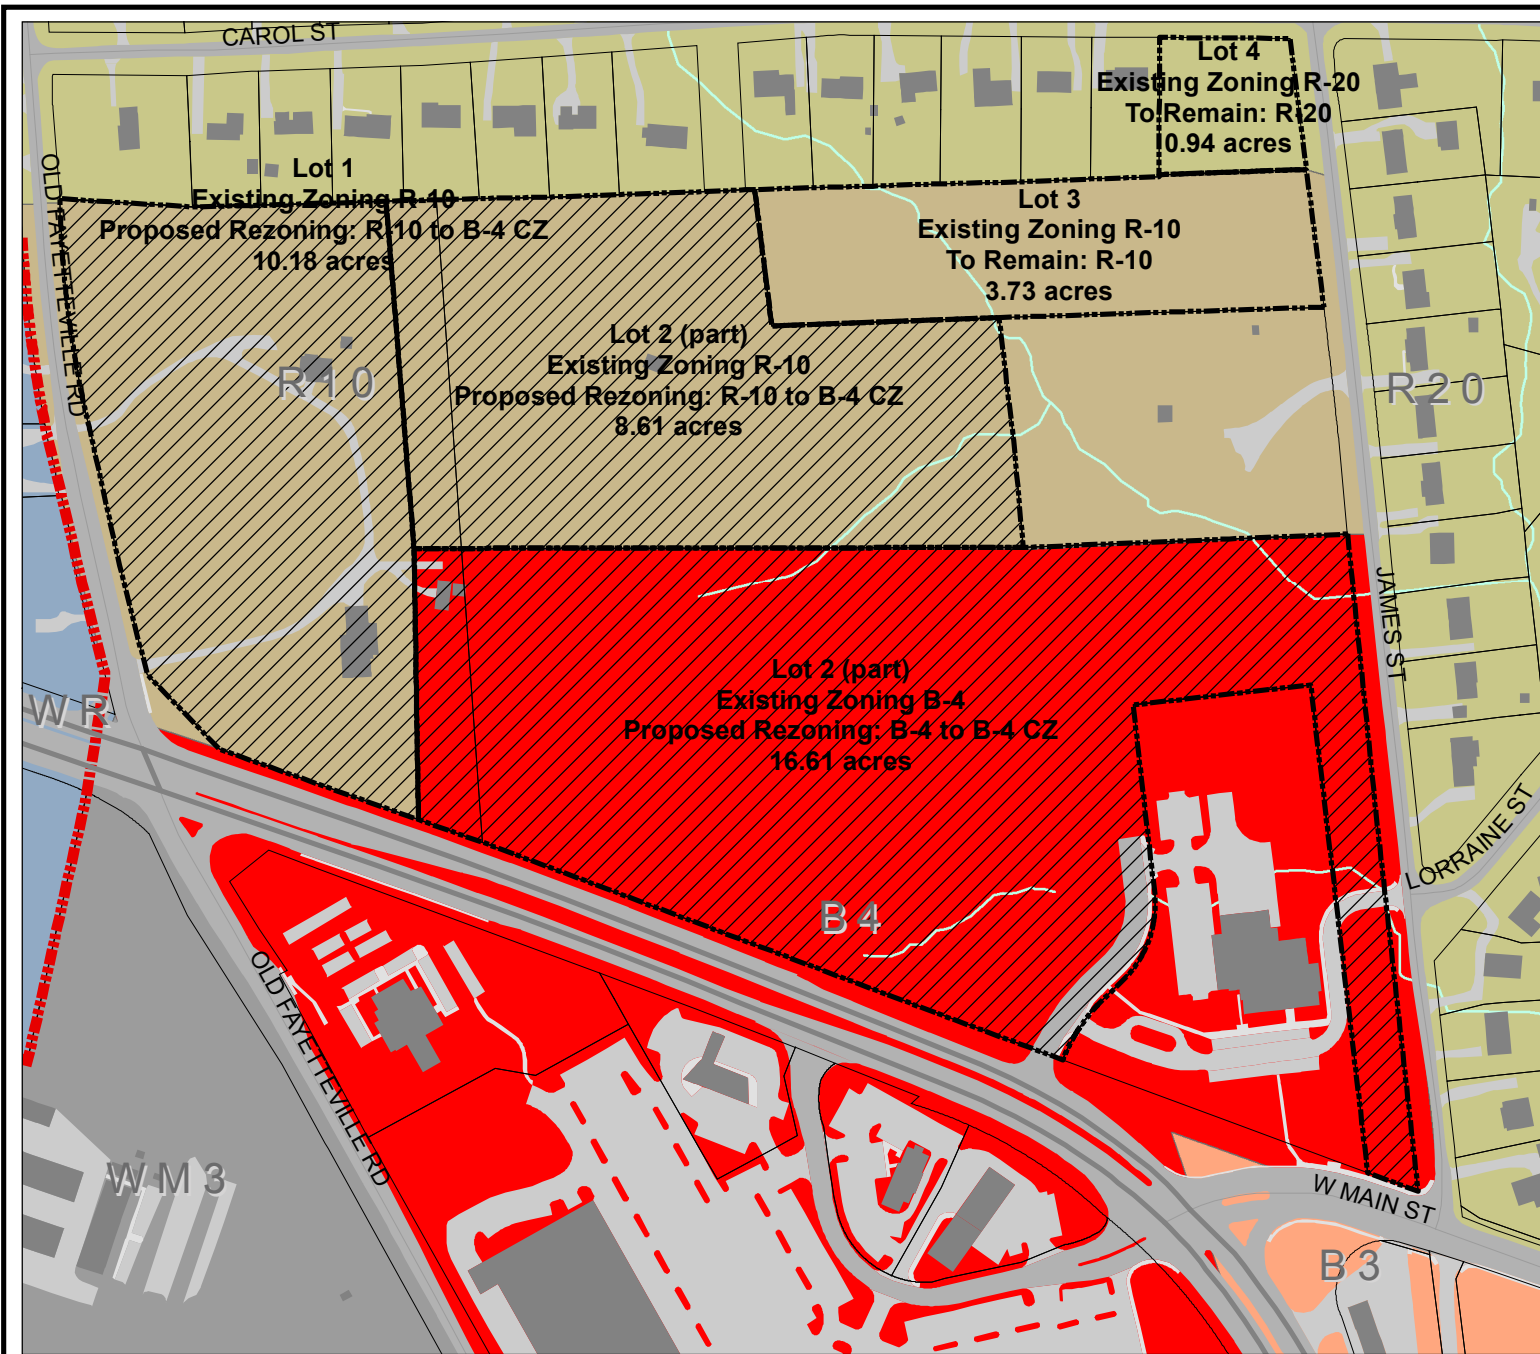 CAROL ST
Lot 4
Existing Zoning R-20
To Remain: R-20
0.94 acres
Lot 1
Existing Zoning R-10
Proposed Rezoning: R-10 to B-4 CZ
10.18 acres
Lot 3
Existing Zoning R-10
To Remain: R-10
3.73 acres
OLD FAYETTEVILLE RD
Lot 2 (part)
Existing Zoning R-10
Proposed Rezoning: R-10 to B-4 CZ
8.61 acres
R 10
R 20
JAMES ST
Lot 2 (part)
Existing Zoning B-4
Proposed Rezoning: B-4 to B-4 CZ
16.61 acres
W R
LORRAINE ST
B 4
OLD FAYETTEVILLE RD
W M 3
W MAIN ST
B 3